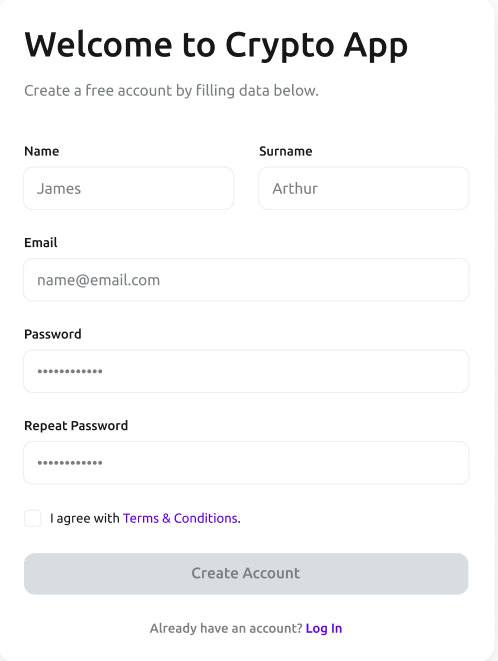 Welcome to Crypto App
Create a free account by filling data below.
Name Surname
James Arthur
Email
name@email.com
Password
••••••••••••
Repeat Password
••••••••••••
I agree with Terms & Conditions.
Create Account
Already have an account? Log In